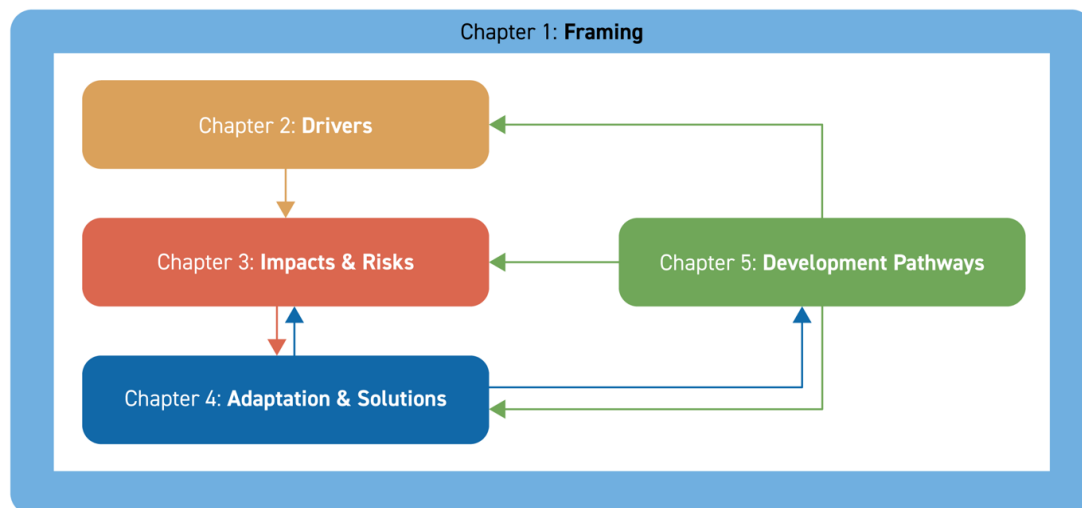 Chapter 1: Framing
Chapter 2: Drivers
Chapter 3: Impacts & Risks
Chapter 5: Development Pathways
Chapter 4: Adaptation & Solutions